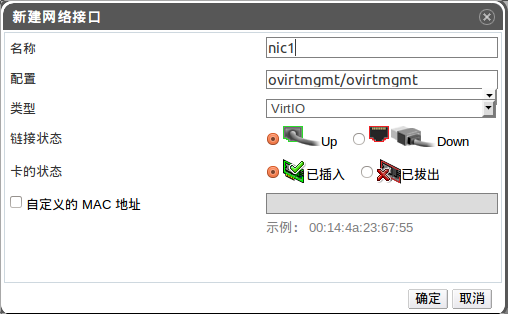 新建网络接口
名称 nic1
配置 ovirtmgmt/ovirtmgmt
类型 VirtIO
链接状态 Up Down
卡的状态 已插入 已拔出
自定义的 MAC 地址
示例: 00:14:4a:23:67:55
确定 取消